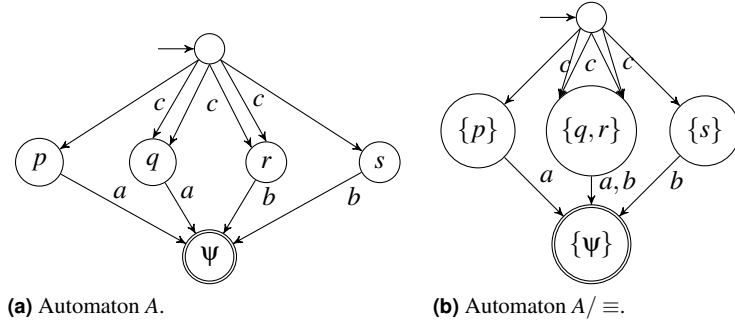 c c c c
p q r s
a a b b
Ψ
(a) Automaton A.
c c c
{p} {q, r} {s}
a a, b b
{Ψ}
(b) Automaton A/ ≡.